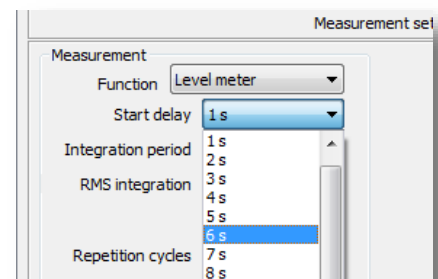 Measurement set
Measurement
Function Level meter
Start delay 1 s
Integration period 1 s
2 s
RMS integration 3 s
4 s
5 s
6 s
Repetition cycles 7 s
8 s